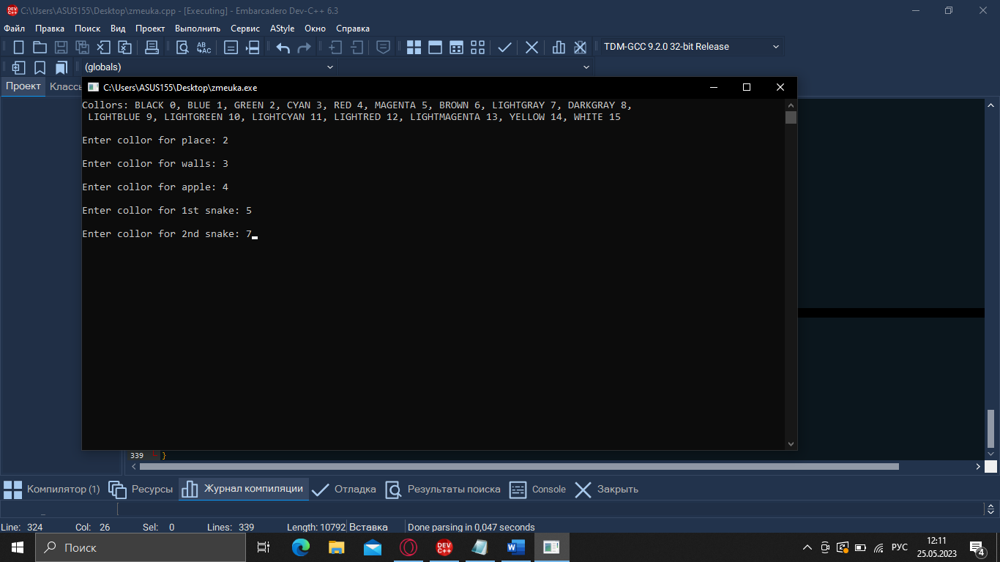 C:\Users\ASUS155\Desktop\zmeuka.cpp - [Executing] - Embarcadero Dev-C++ 6.3
Файл Правка Поиск Вид Проект Выполнить Сервис AStyle Окно Справка
TDM-GCC 9.2.0 32-bit Release
(globals)
Проект Классы
C:\Users\ASUS155\Desktop\zmeuka.exe
Collors: BLACK 0, BLUE 1, GREEN 2, CYAN 3, RED 4, MAGENTA 5, BROWN 6, LIGHTGRAY 7, DARKGRAY 8,
LIGHTBLUE 9, LIGHTGREEN 10, LIGHTCYAN 11, LIGHTRED 12, LIGHTMAGENTA 13, YELLOW 14, WHITE 15
Enter collor for place: 2
Enter collor for walls: 3
Enter collor for apple: 4
Enter collor for 1st snake: 5
Enter collor for 2nd snake: 7
339 }
Компилятор (1) Ресурсы Журнал компиляции Отладка Результаты поиска Console Закрыть
Line: 324 Col: 26 Sel: 0 Lines: 339 Length: 10792 Вставка Done parsing in 0,047 seconds
Поиск
DEV C++
РУС
12:11
25.05.2023
4